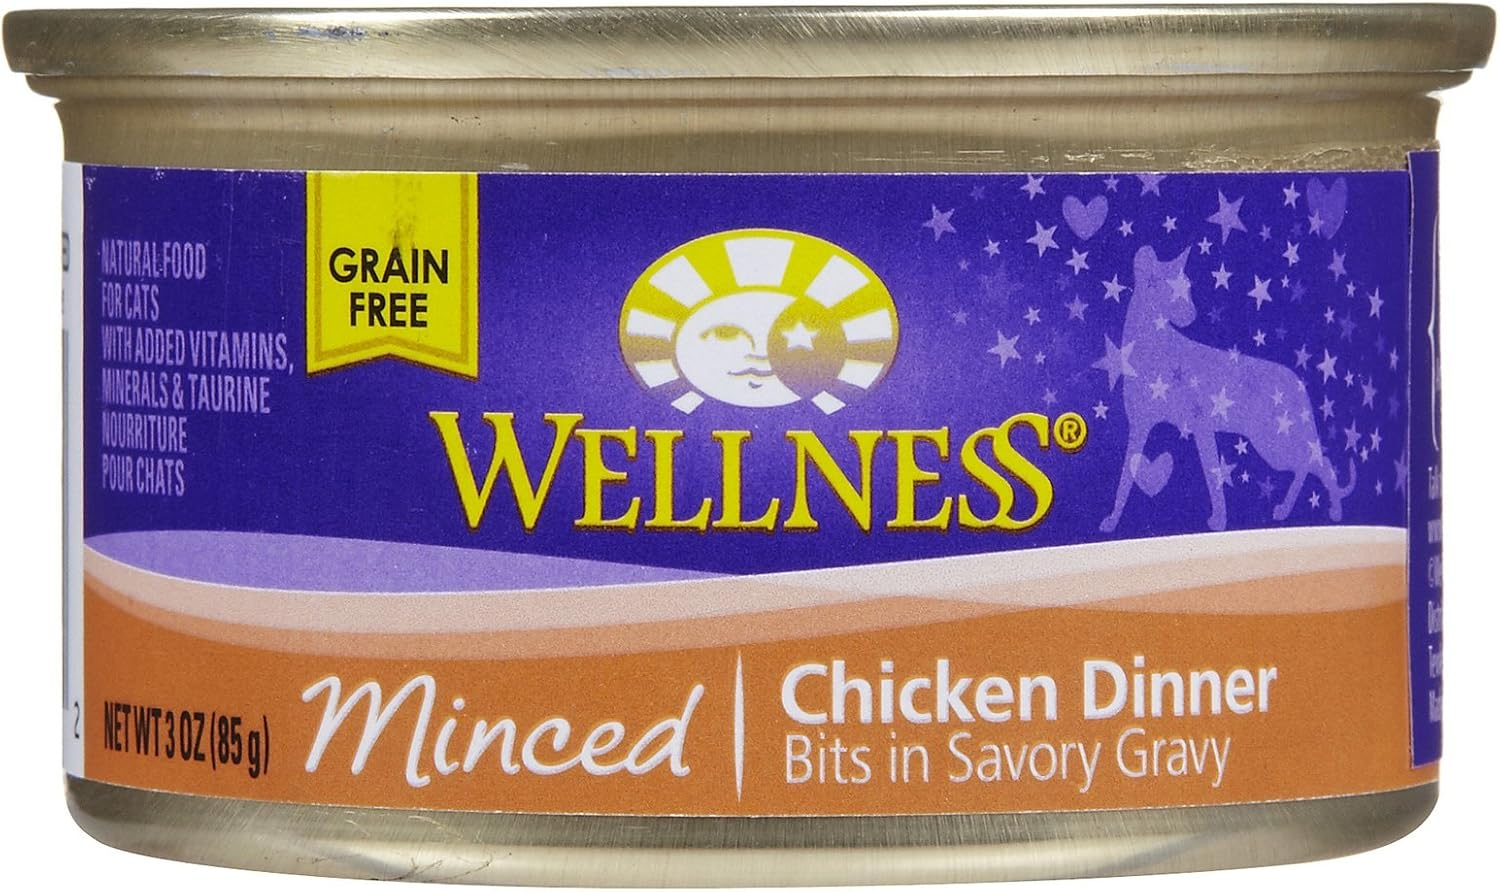 NATURAL FOOD
FOR CATS
WITH ADDED VITAMINS,
MINERALS & TAURINE
NOURRITURE
POUR CHATS
GRAIN
FREE
WELLNESS®
NET WT 3 OZ (85 g)
Minced
Chicken Dinner
Bits in Savory Gravy
2